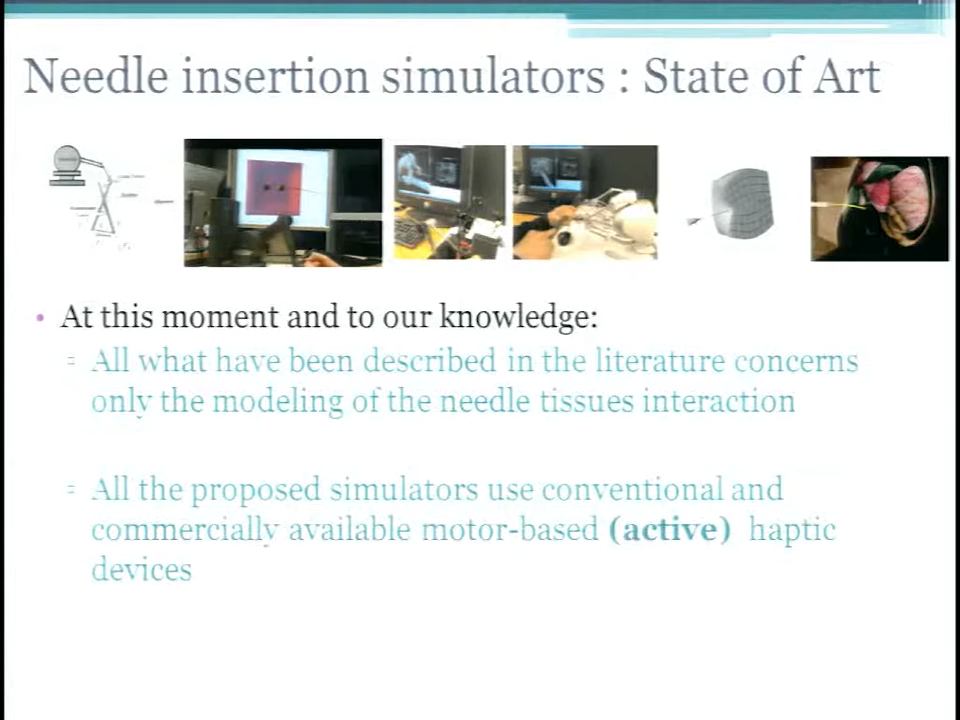 Needle insertion simulators : State of Art
At this moment and to our knowledge:
All what have been described in the literature concerns
only the modeling of the needle tissues interaction
All the proposed simulators use conventional and
commercially available motor-based (active) haptic
devices